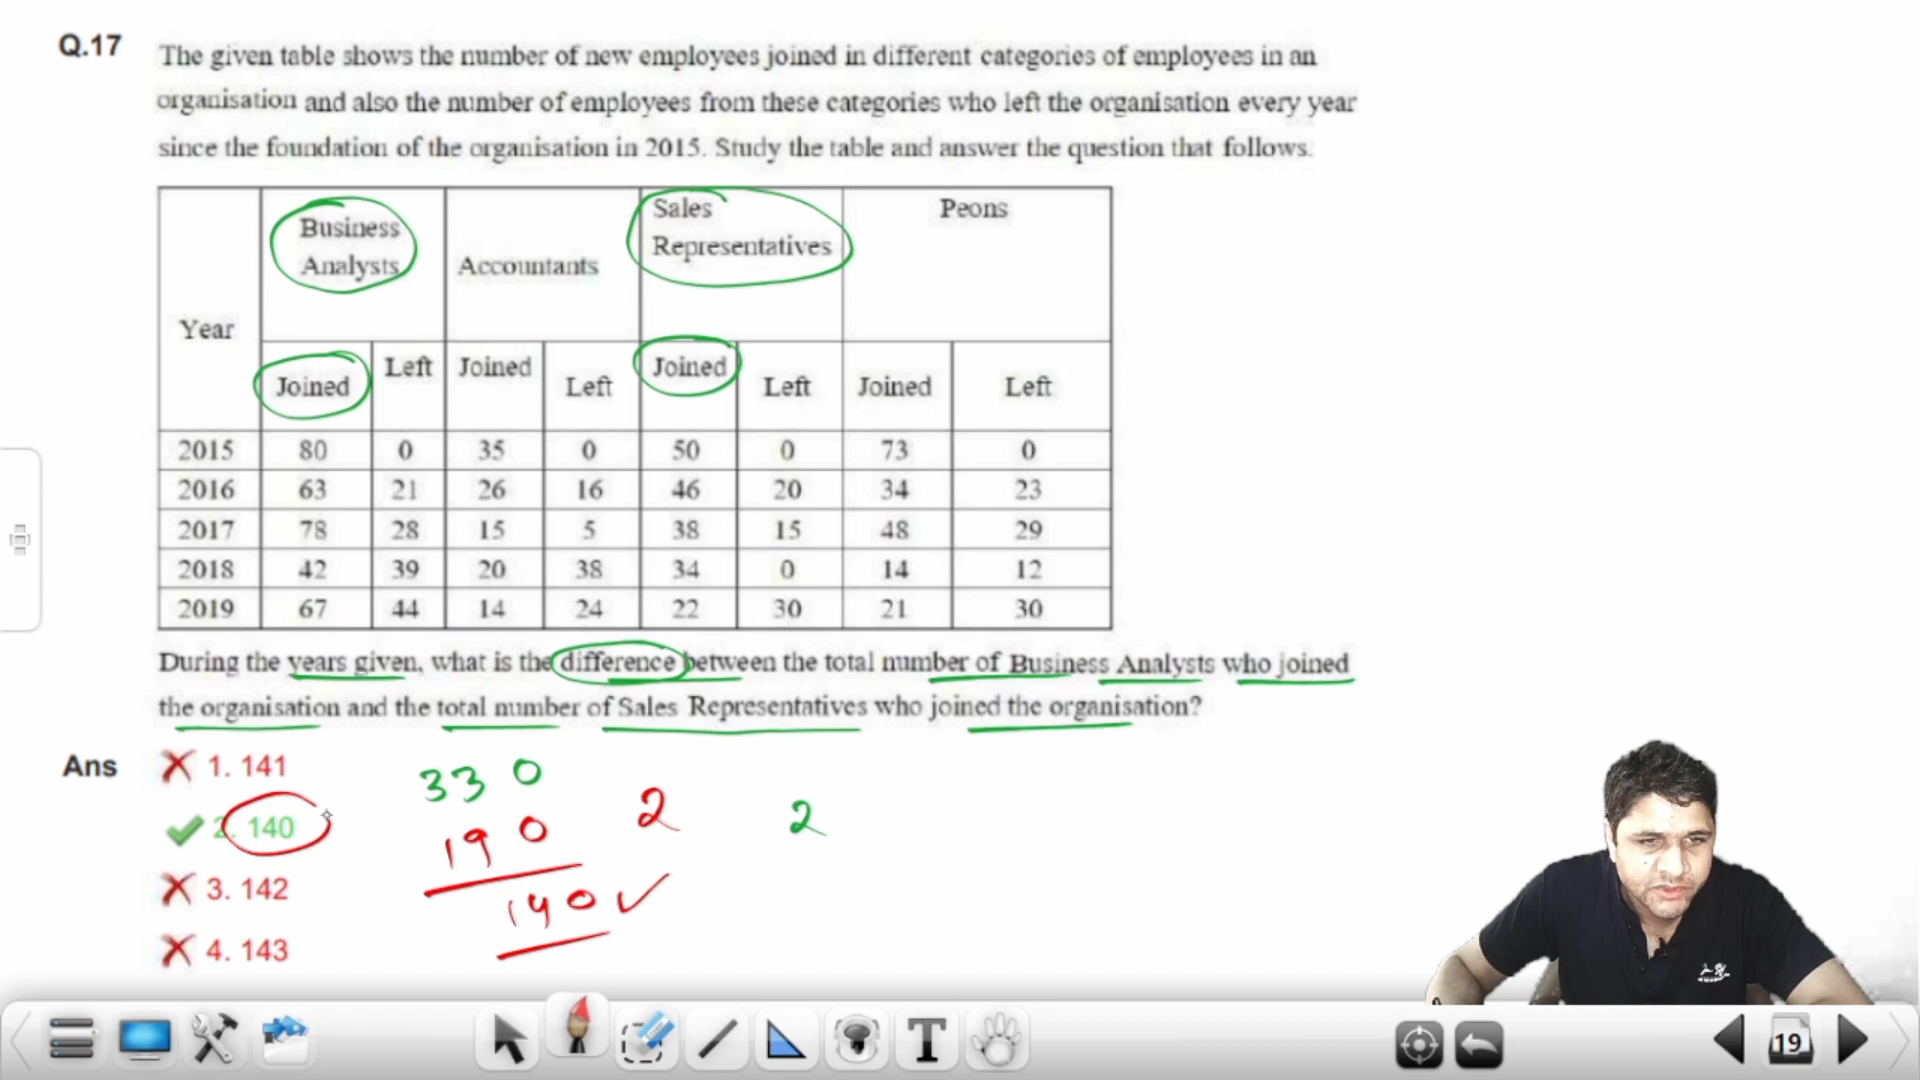 Q.17
The given table shows the number of new employees joined in different categories of employees in an
organisation and also the number of employees from these categories who left the organisation every year
since the foundation of the organisation in 2015. Study the table and answer the question that follows.
Year Business Analysts Accountants Sales Representatives Peons
Joined Left Joined Left Joined Left Joined Left
2015 80 0 35 0 50 0 73 0
2016 63 21 26 16 46 20 34 23
2017 78 28 15 5 38 15 48 29
2018 42 39 20 38 34 0 14 12
2019 67 44 14 24 22 30 21 30
During the years given, what is the difference between the total number of Business Analysts who joined
the organisation and the total number of Sales Representatives who joined the organisation?
Ans
1. 141
2. 140
3. 142
4. 143
330
190
140
2
2
T
19